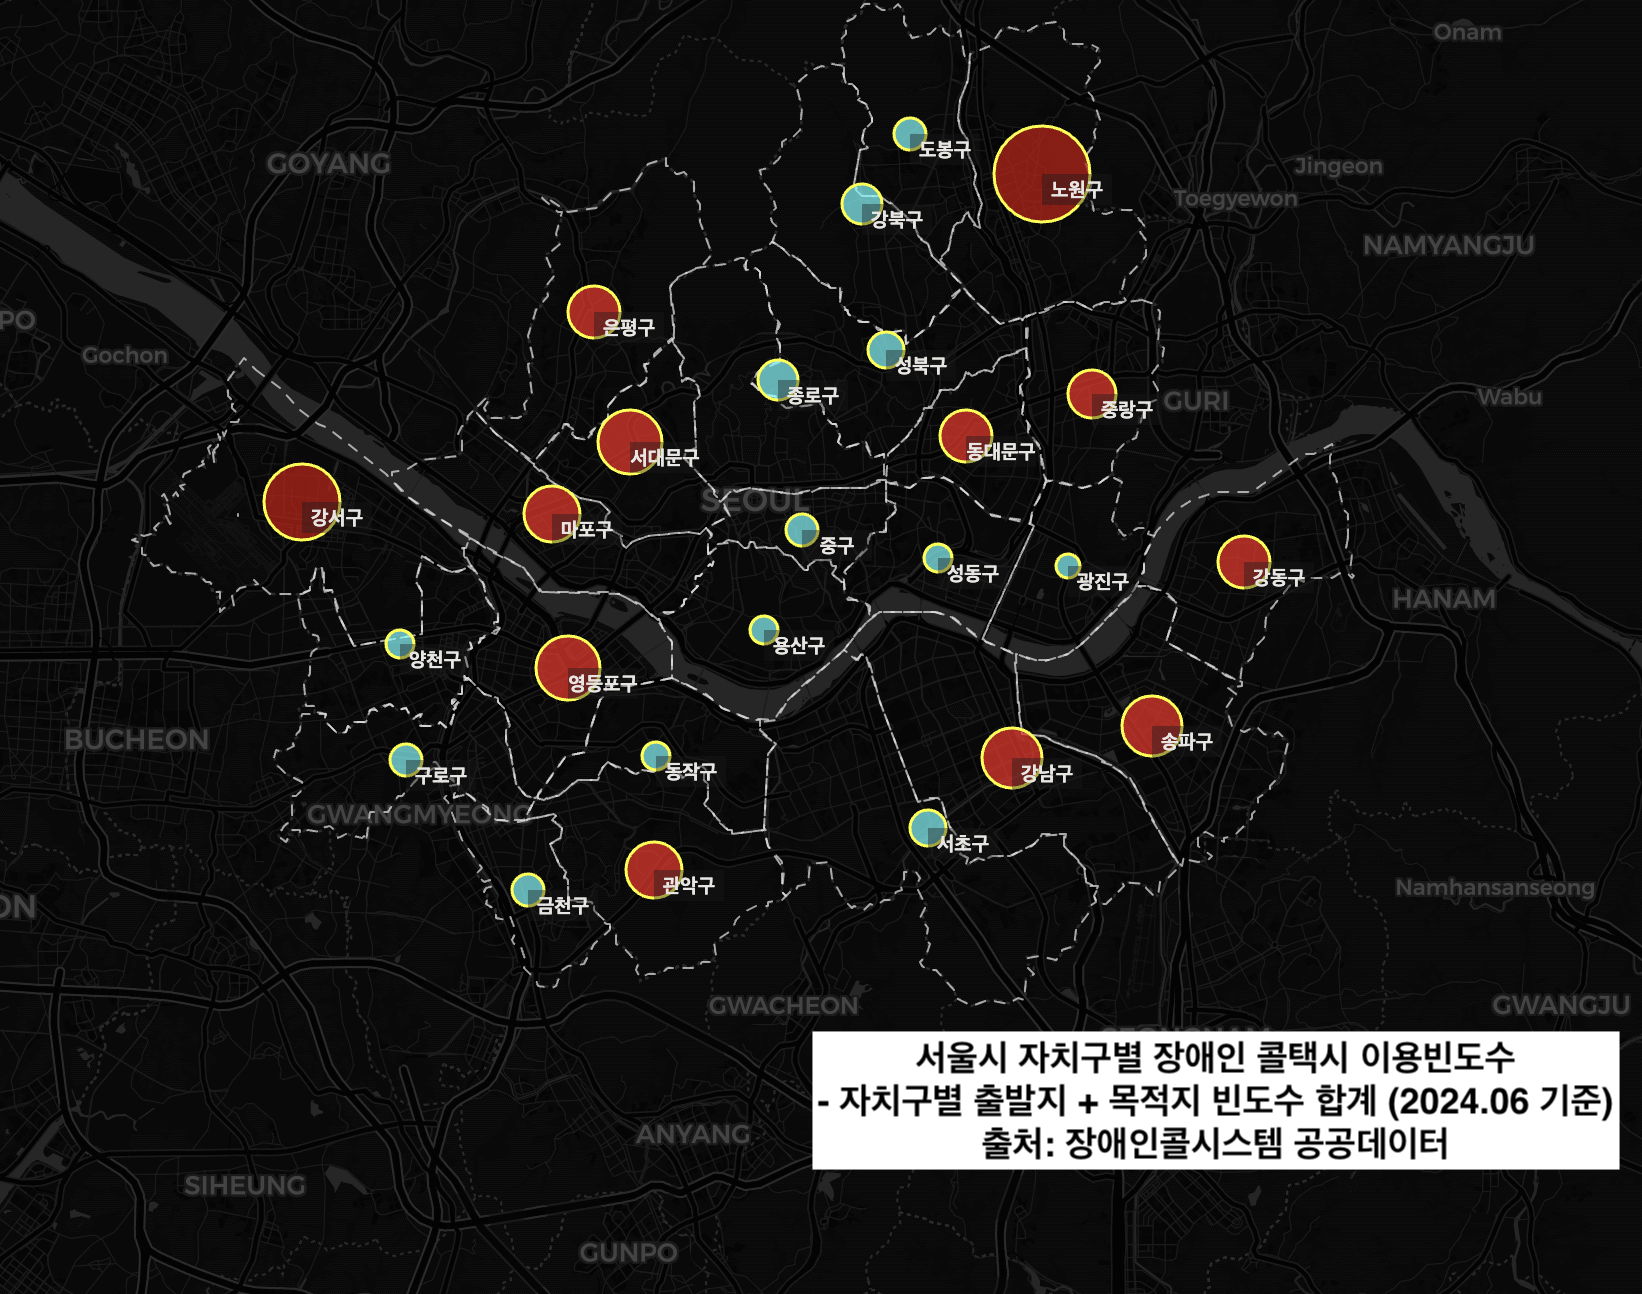 Onam
도봉구
GOYANG
Jingeon
노원구
Toegyewon
강북구
NAMYANGJU
PO
은평구
Gochon
성북구
종로구
중랑구
GURI
Wabu
서대문구
동대문구
SEOUL
강서구
마포구
중구
성동구
광진구
강동구
HANAM
용산구
양천구
영등포구
BUCHEON
송파구
동작구
강남구
구로구
GWANGMYEONG
서초구
관악구
Namhansanseong
금천구
ON
GWACHEON
GWANGJU
서울시 자치구별 장애인 콜택시 이용빈도수
- 자치구별 출발지 + 목적지 빈도수 합계 (2024.06 기준)
출처: 장애인콜시스템 공공데이터
ANYANG
SIHEUNG
GUNPO